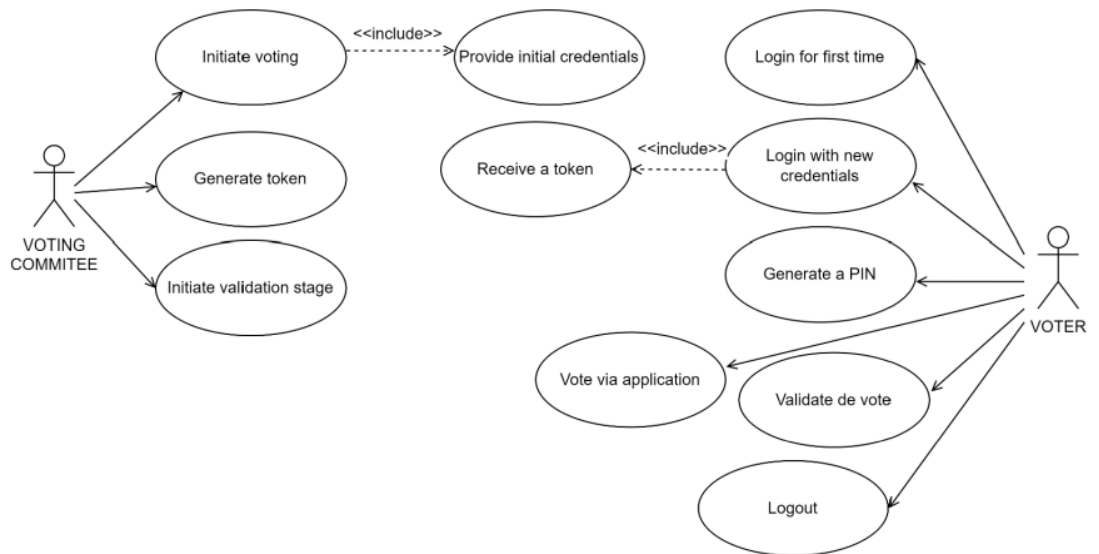 <<include>>
Initiate voting
Provide initial credentials
Login for first time
<<include>>
Generate token
Receive a token
Login with new
credentials
VOTING
COMMITEE
Initiate validation stage
Generate a PIN
VOTER
Vote via application
Validate de vote
Logout